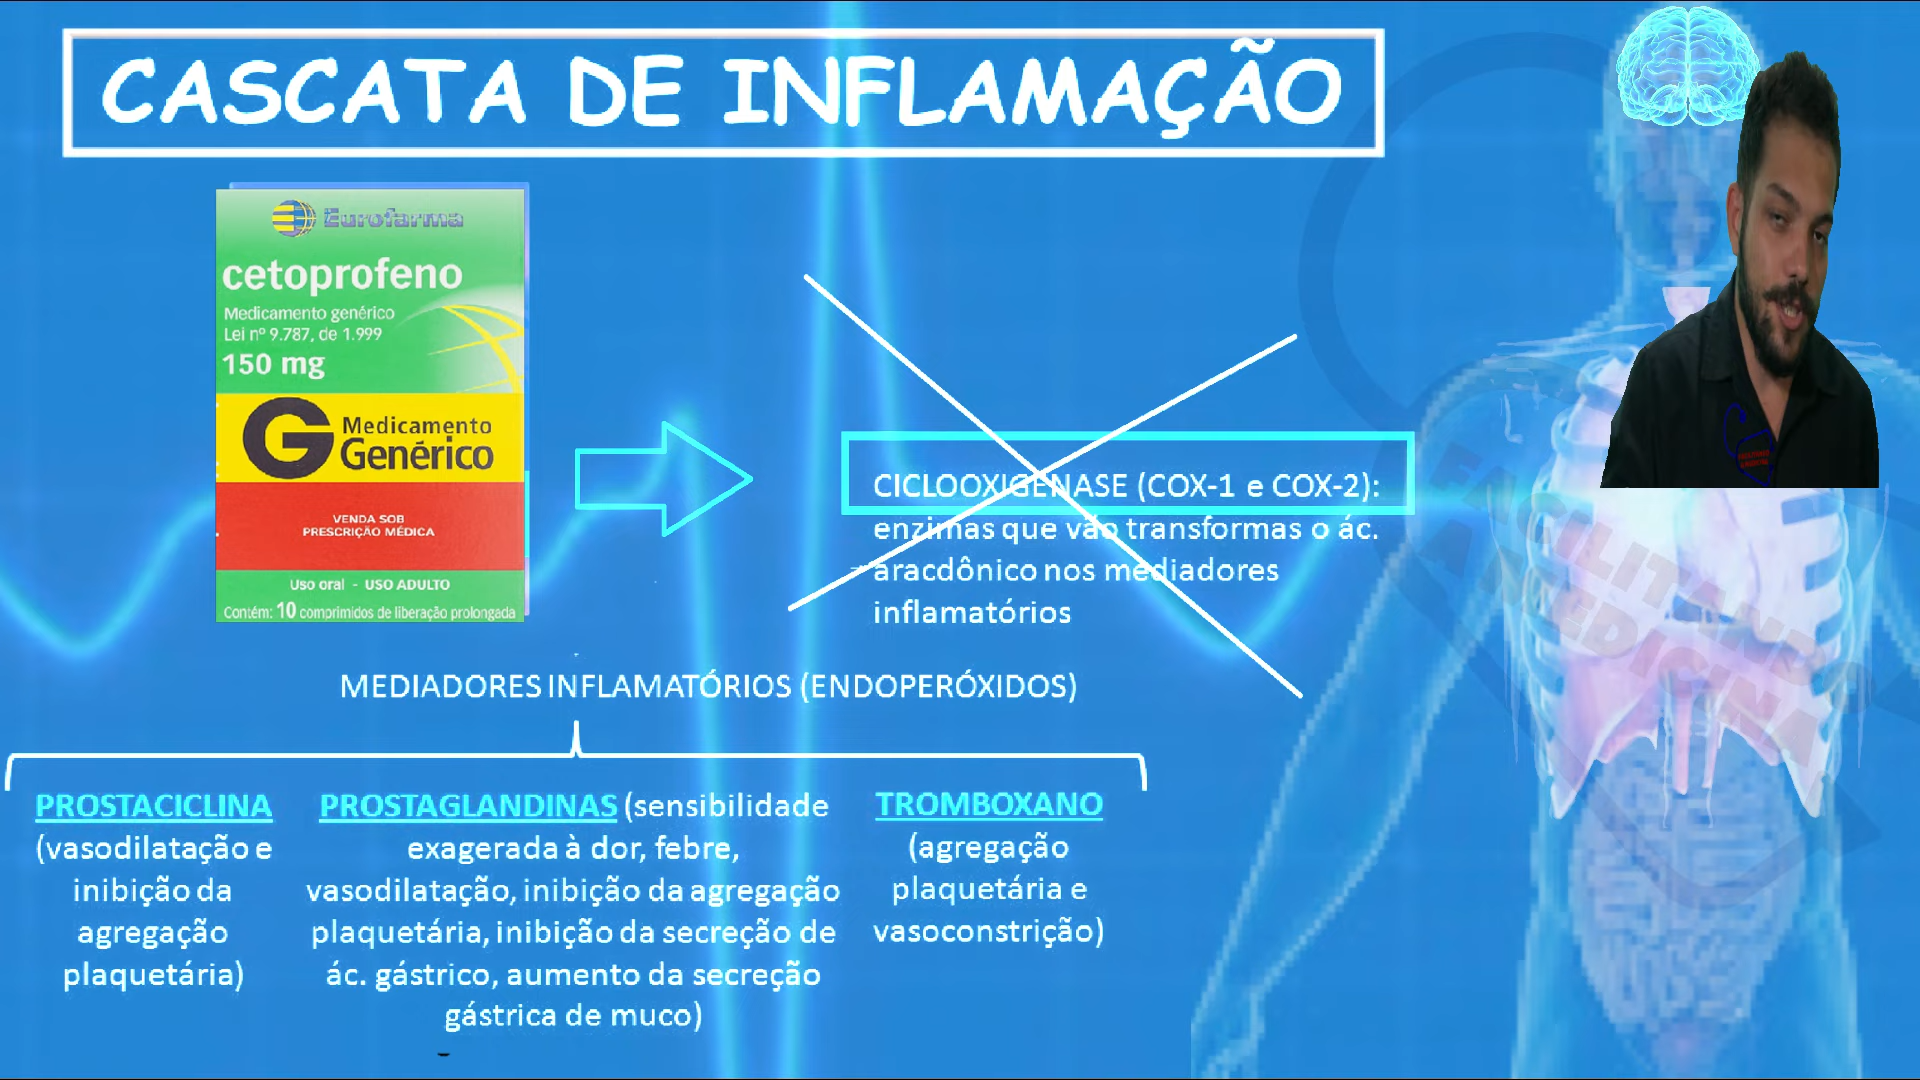 CASCATA DE INFLAMAÇÃO
Eurofarma
cetoprofeno
Medicamento genérico
Lei nº 9.787, de 1.999
150 mg
G Medicamento
Genérico
VENDA SOB
PRESCRIÇÃO MÉDICA
Uso oral - USO ADULTO
Contém: 10 comprimidos de liberação prolongada
CICLOOXIGENASE (COX-1 e COX-2):
enzimas que vão transformas o ác.
aracdônico nos mediadores
inflamatórios
MEDIADORES INFLAMATÓRIOS (ENDOPERÓXIDOS)
PROSTACICLINA
(vasodilatação e
inibição da
agregação
plaquetária)
PROSTAGLANDINAS (sensibilidade
exagerada à dor, febre,
vasodilatação, inibição da agregação
plaquetária, inibição da secreção de
ác. gástrico, aumento da secreção
gástrica de muco)
TROMBOXANO
(agregação
plaquetária e
vasoconstrição)
FACILITANDO
A MEDICINA